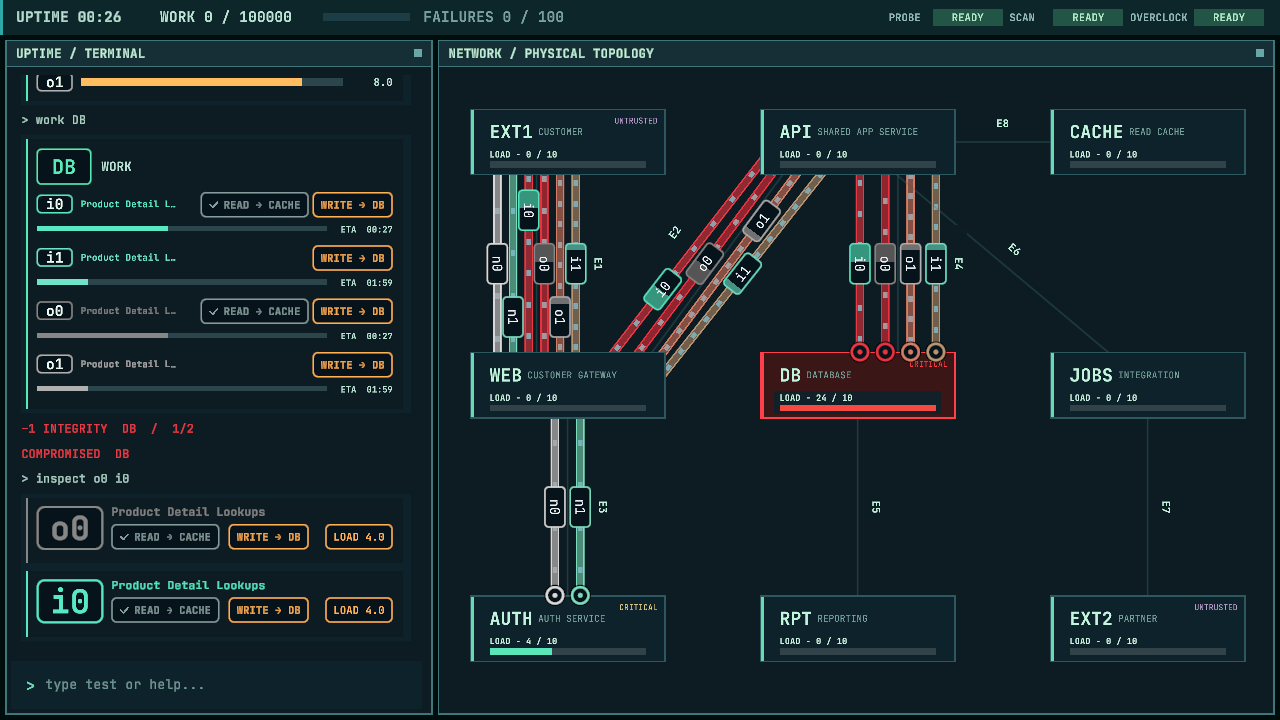 UPTIME 00:26 WORK 0 / 100000 FAILURES 0 / 100 PROBE READY SCAN READY OVERCLOCK READY
UPTIME / TERMINAL
o1 8.0
> work DB
DB WORK
i0 Product Detail L… ✓ READ → CACHE WRITE → DB
ETA 00:27
i1 Product Detail L… WRITE → DB
ETA 01:59
o0 Product Detail L… ✓ READ → CACHE WRITE → DB
ETA 00:27
o1 Product Detail L… WRITE → DB
ETA 01:59
−1 INTEGRITY DB / 1/2
COMPROMISED DB
> inspect o0 i0
o0 Product Detail Lookups
✓ READ → CACHE WRITE → DB LOAD 4.0
i0 Product Detail Lookups
✓ READ → CACHE WRITE → DB LOAD 4.0
> type test or help...
NETWORK / PHYSICAL TOPOLOGY
UNTRUSTED
EXT1 CUSTOMER
LOAD - 0 / 10
API SHARED APP SERVICE
LOAD - 0 / 10
E8
CACHE READ CACHE
LOAD - 0 / 10
n0
n1
i0
o0
o1
i1
E1
E2
i0
o0
o1
i1
i0
o0
o1
i1
E4
E6
WEB CUSTOMER GATEWAY
LOAD - 0 / 10
CRITICAL
DB DATABASE
LOAD - 24 / 10
JOBS INTEGRATION
LOAD - 0 / 10
n0
n1
E3
E5
E7
CRITICAL
AUTH AUTH SERVICE
LOAD - 4 / 10
RPT REPORTING
LOAD - 0 / 10
UNTRUSTED
EXT2 PARTNER
LOAD - 0 / 10